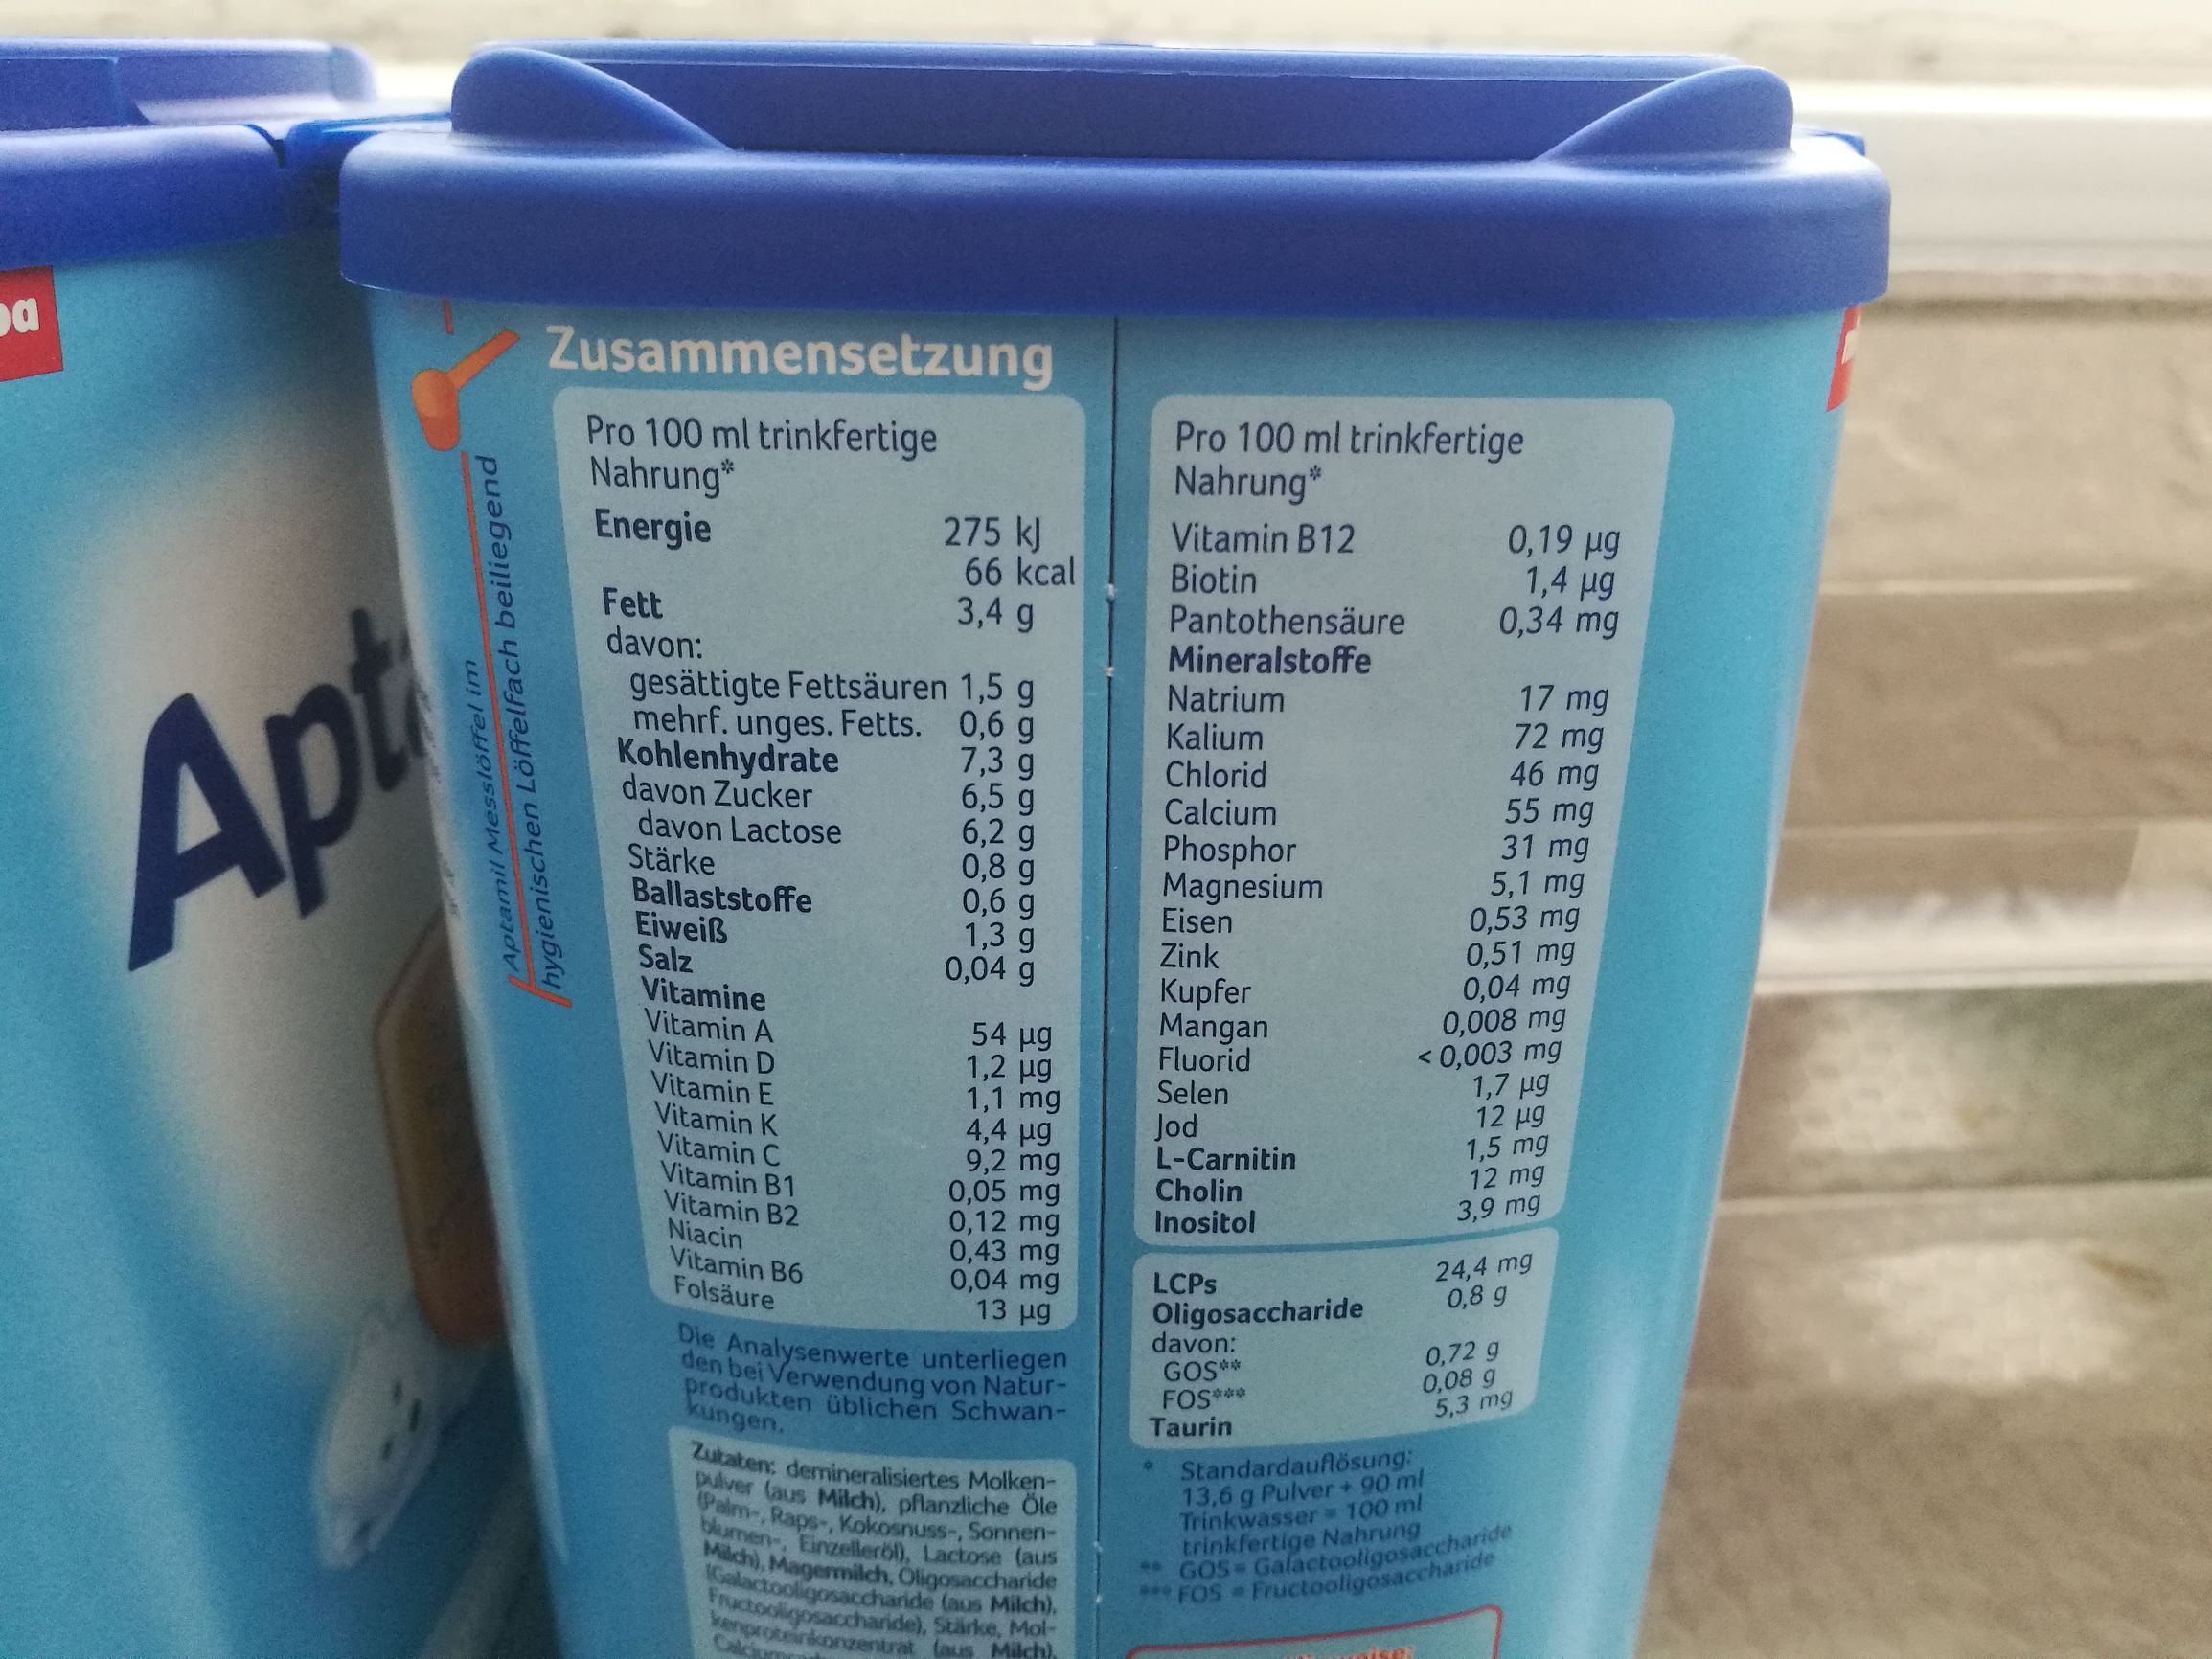 Apt
Aptamil Messlöffel im
hygienischen Löffelfach beiliegend
Zusammensetzung
Pro 100 ml trinkfertige
Nahrung*
Energie 275 kJ
66 kcal
Fett 3,4 g
davon:
gesättigte Fettsäuren 1,5 g
mehrf. unges. Fetts. 0,6 g
Kohlenhydrate 7,3 g
davon Zucker 6,5 g
davon Lactose 6,2 g
Stärke 0,8 g
Ballaststoffe 0,6 g
Eiweiß 1,3 g
Salz 0,04 g
Vitamine
Vitamin A 54 µg
Vitamin D 1,2 µg
Vitamin E 1,1 mg
Vitamin K 4,4 µg
Vitamin C 9,2 mg
Vitamin B1 0,05 mg
Vitamin B2 0,12 mg
Niacin 0,43 mg
Vitamin B6 0,04 mg
Folsäure 13 µg
Die Analysenwerte unterliegen
den bei Verwendung von Natur-
produkten üblichen Schwan-
kungen.
Zutaten: demineralisiertes Molken-
pulver (aus Milch), pflanzliche Öle
(Palm-, Raps-, Kokosnuss-, Sonnen-
blumen-, Einzelleröl), Lactose (aus
Milch), Magermilch, Oligosaccharide
(Galactooligosaccharide (aus Milch),
Fructooligosaccharide), Stärke, Mol-
kenproteinkonzentrat (aus Milch),
Pro 100 ml trinkfertige
Nahrung*
Vitamin B12 0,19 µg
Biotin 1,4 µg
Pantothensäure 0,34 mg
Mineralstoffe
Natrium 17 mg
Kalium 72 mg
Chlorid 46 mg
Calcium 55 mg
Phosphor 31 mg
Magnesium 5,1 mg
Eisen 0,53 mg
Zink 0,51 mg
Kupfer 0,04 mg
Mangan 0,008 mg
Fluorid < 0,003 mg
Selen 1,7 µg
Jod 12 µg
L-Carnitin 1,5 mg
Cholin 12 mg
Inositol 3,9 mg
LCPs 24,4 mg
Oligosaccharide 0,8 g
davon:
GOS** 0,72 g
FOS*** 0,08 g
Taurin 5,3 mg
* Standardauflösung:
13,6 g Pulver + 90 ml
Trinkwasser = 100 ml
trinkfertige Nahrung
** GOS = Galactooligosaccharide
*** FOS = Fructooligosaccharide